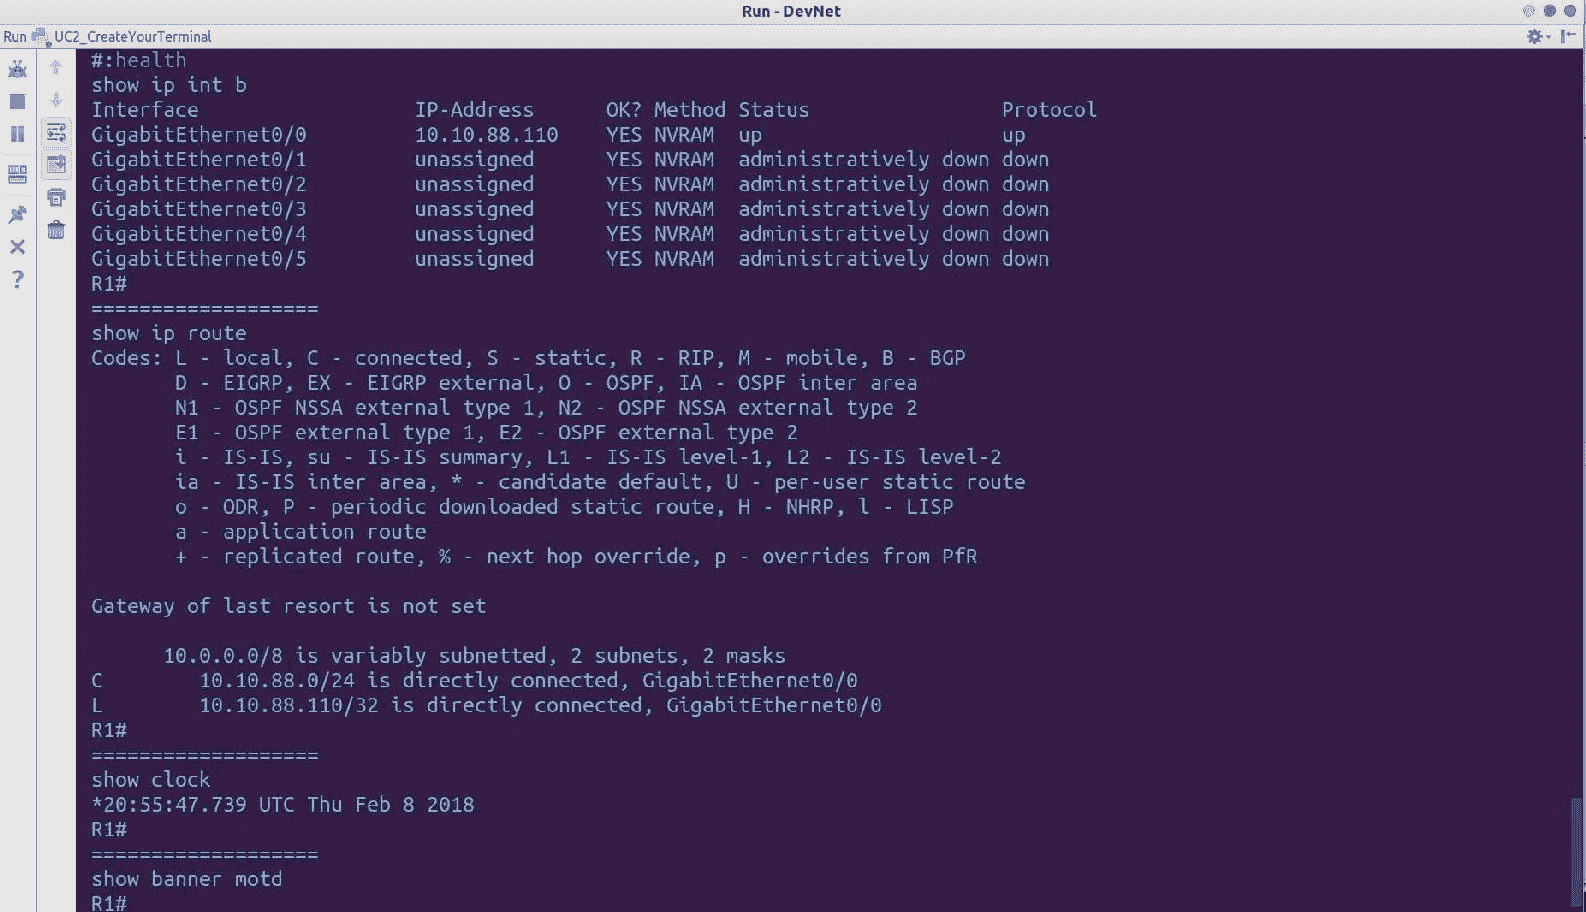 Run - DevNet
Run UC2_CreateYourTerminal
#:health
show ip int b
Interface                  IP-Address      OK? Method Status                Protocol
GigabitEthernet0/0         10.10.88.110    YES NVRAM  up                    up
GigabitEthernet0/1         unassigned      YES NVRAM  administratively down down
GigabitEthernet0/2         unassigned      YES NVRAM  administratively down down
GigabitEthernet0/3         unassigned      YES NVRAM  administratively down down
GigabitEthernet0/4         unassigned      YES NVRAM  administratively down down
GigabitEthernet0/5         unassigned      YES NVRAM  administratively down down
R1#
===================
show ip route
Codes: L - local, C - connected, S - static, R - RIP, M - mobile, B - BGP
       D - EIGRP, EX - EIGRP external, O - OSPF, IA - OSPF inter area
       N1 - OSPF NSSA external type 1, N2 - OSPF NSSA external type 2
       E1 - OSPF external type 1, E2 - OSPF external type 2
       i - IS-IS, su - IS-IS summary, L1 - IS-IS level-1, L2 - IS-IS level-2
       ia - IS-IS inter area, * - candidate default, U - per-user static route
       o - ODR, P - periodic downloaded static route, H - NHRP, l - LISP
       a - application route
       + - replicated route, % - next hop override, p - overrides from PfR
Gateway of last resort is not set
      10.0.0.0/8 is variably subnetted, 2 subnets, 2 masks
C        10.10.88.0/24 is directly connected, GigabitEthernet0/0
L        10.10.88.110/32 is directly connected, GigabitEthernet0/0
R1#
===================
show clock
*20:55:47.739 UTC Thu Feb 8 2018
R1#
===================
show banner motd
R1#